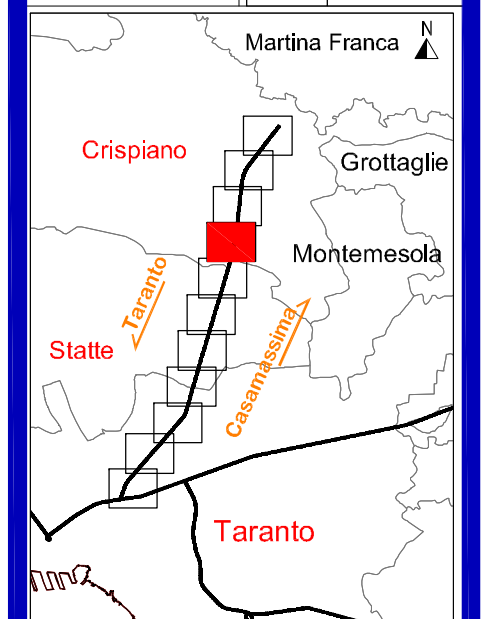 N
Martina Franca
Crispiano
Grottaglie
Montemesola
Taranto
Statte
Casamassima
Taranto